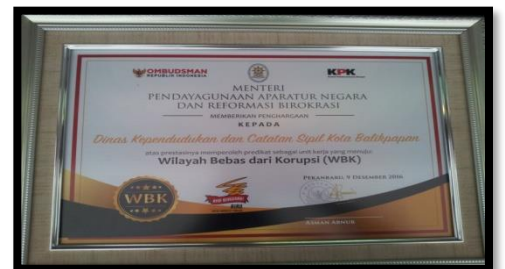 OMBUDSMAN
REPUBLIK INDONESIA
KPK
MENTERI
PENDAYAGUNAAN APARATUR NEGARA
DAN REFORMASI BIROKRASI
MEMBERIKAN PENGHARGAAN
KEPADA
Dinas Kependudukan dan Catatan Sipil Kota Balikpapan
atas prestasinya memperoleh predikat sebagai unit kerja yang menuju:
Wilayah Bebas dari Korupsi (WBK)
PEKANBARU, 9 DESEMBER 2016
WBK
ASMAN ABNUR